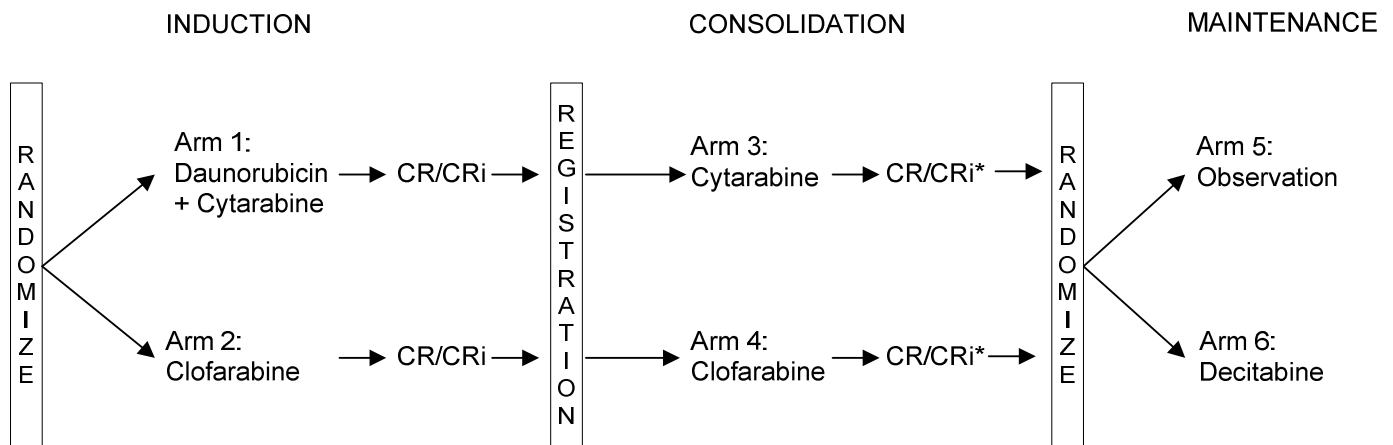 INDUCTION
CONSOLIDATION
MAINTENANCE
RANDOMIZE
Arm 1:
Daunorubicin
+ Cytarabine
CR/CRi
Arm 2:
Clofarabine
CR/CRi
REGISTRATION
Arm 3:
Cytarabine
CR/CRi*
Arm 4:
Clofarabine
CR/CRi*
RANDOMIZE
Arm 5:
Observation
Arm 6:
Decitabine